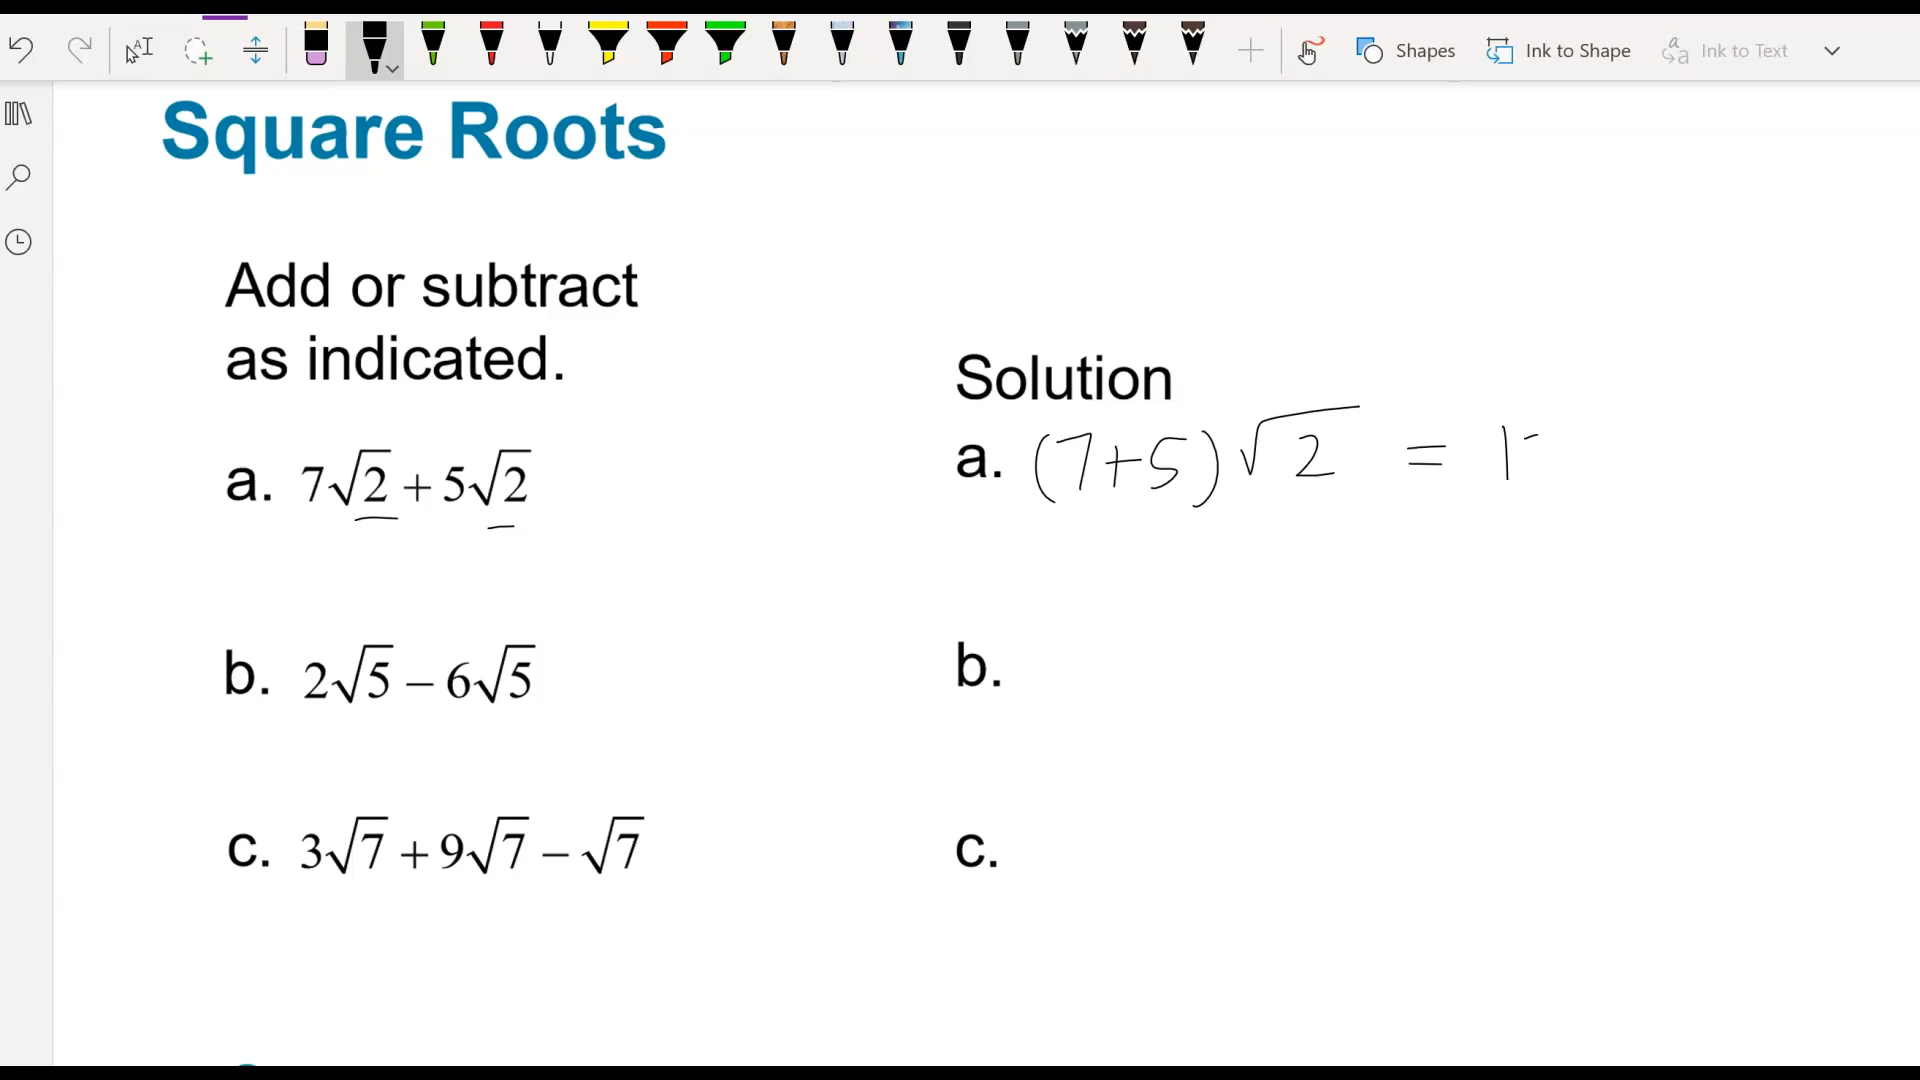 Shapes
Ink to Shape
Ink to Text
Square Roots
Add or subtract
as indicated.
Solution
a. 7√2 + 5√2
a. (7+5)√2 = 1
b. 2√5 – 6√5
b.
c. 3√7 + 9√7 – √7
c.